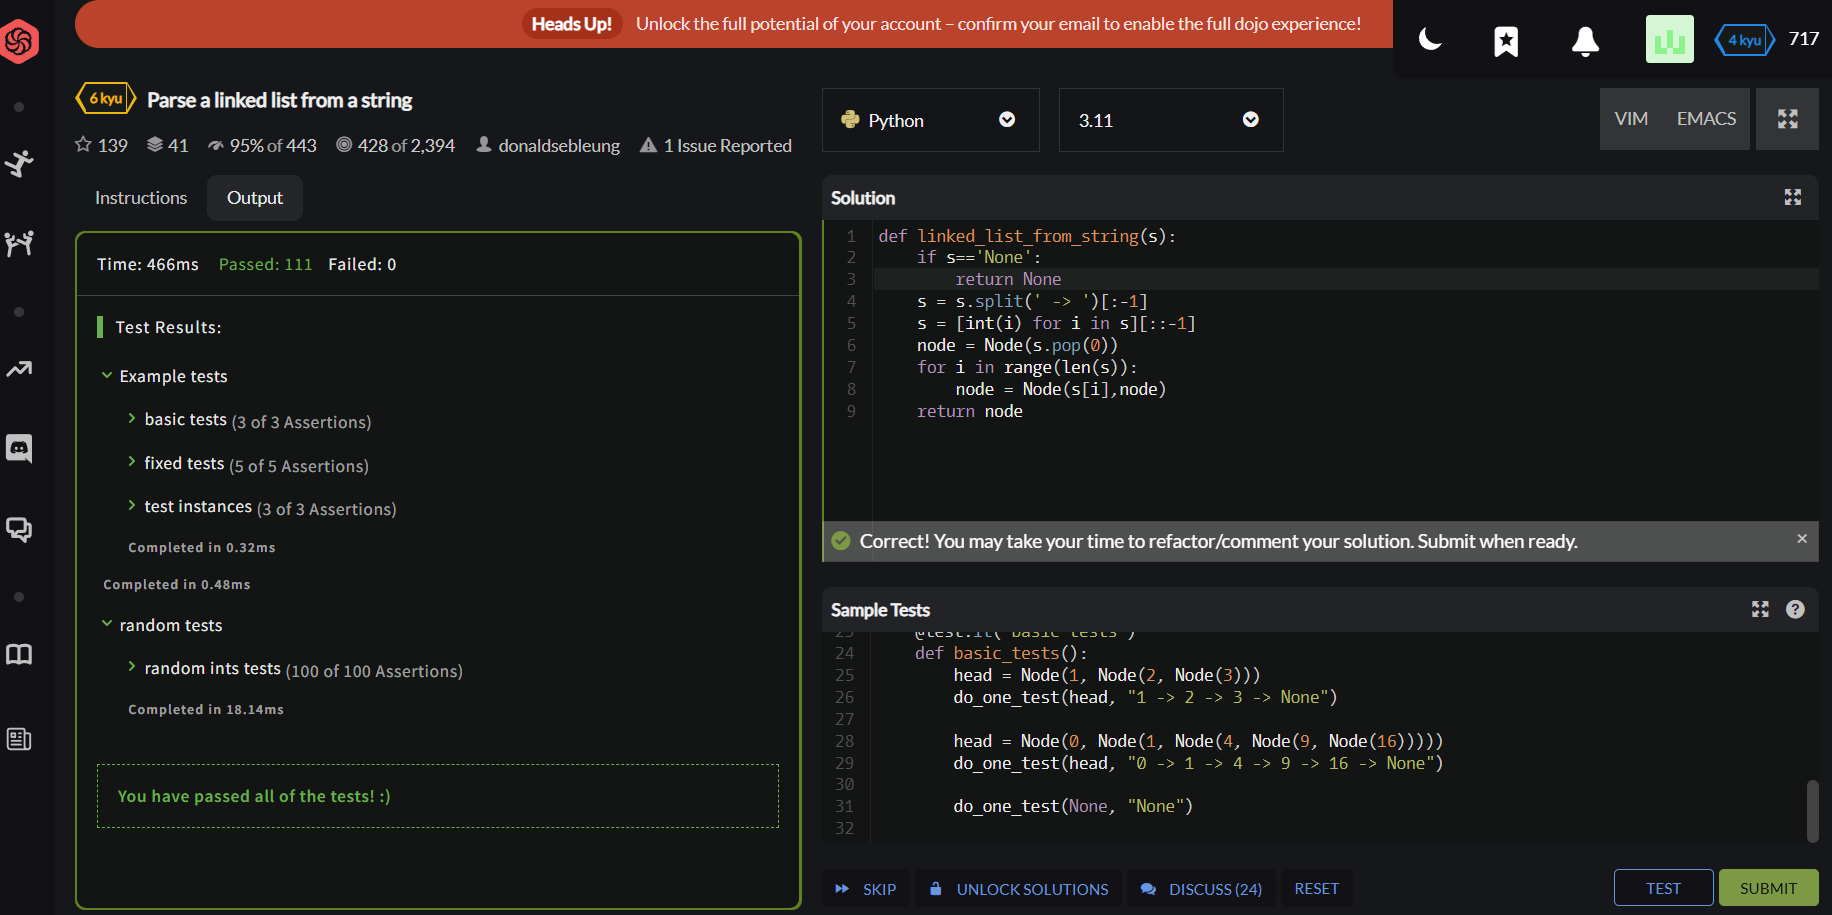 Heads Up! Unlock the full potential of your account – confirm your email to enable the full dojo experience!
4 kyu 717
6 kyu Parse a linked list from a string
139 41 95% of 443 428 of 2,394 donaldsebleung 1 Issue Reported
Python
3.11
VIM EMACS
Instructions
Output
Time: 466ms Passed: 111 Failed: 0
Test Results:
Example tests
basic tests (3 of 3 Assertions)
fixed tests (5 of 5 Assertions)
test instances (3 of 3 Assertions)
Completed in 0.32ms
Completed in 0.48ms
random tests
random ints tests (100 of 100 Assertions)
Completed in 18.14ms
You have passed all of the tests! :)
Solution
1 def linked_list_from_string(s):
2     if s=='None':
3         return None
4     s = s.split(' -> ')[:-1]
5     s = [int(i) for i in s][::-1]
6     node = Node(s.pop(0))
7     for i in range(len(s)):
8         node = Node(s[i],node)
9     return node
Correct! You may take your time to refactor/comment your solution. Submit when ready.
Sample Tests
23 @test.it("basic tests")
24 def basic_tests():
25     head = Node(1, Node(2, Node(3)))
26     do_one_test(head, "1 -> 2 -> 3 -> None")
27
28     head = Node(0, Node(1, Node(4, Node(9, Node(16)))))
29     do_one_test(head, "0 -> 1 -> 4 -> 9 -> 16 -> None")
30
31     do_one_test(None, "None")
32
SKIP
UNLOCK SOLUTIONS
DISCUSS (24)
RESET
TEST
SUBMIT